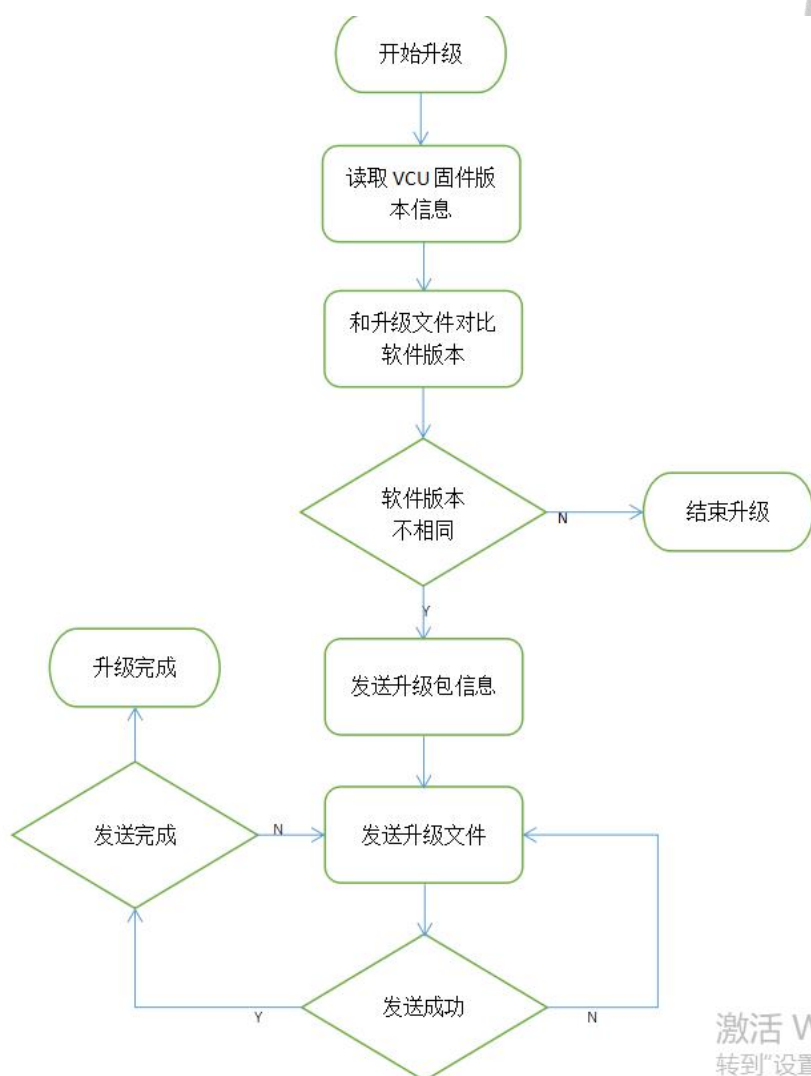 开始升级
读取 VCU 固件版
本信息
和升级文件对比
软件版本
软件版本
不相同
N
结束升级
Y
升级完成
发送升级包信息
发送完成
N
发送升级文件
发送成功
Y
N
激活 W
转到"设置